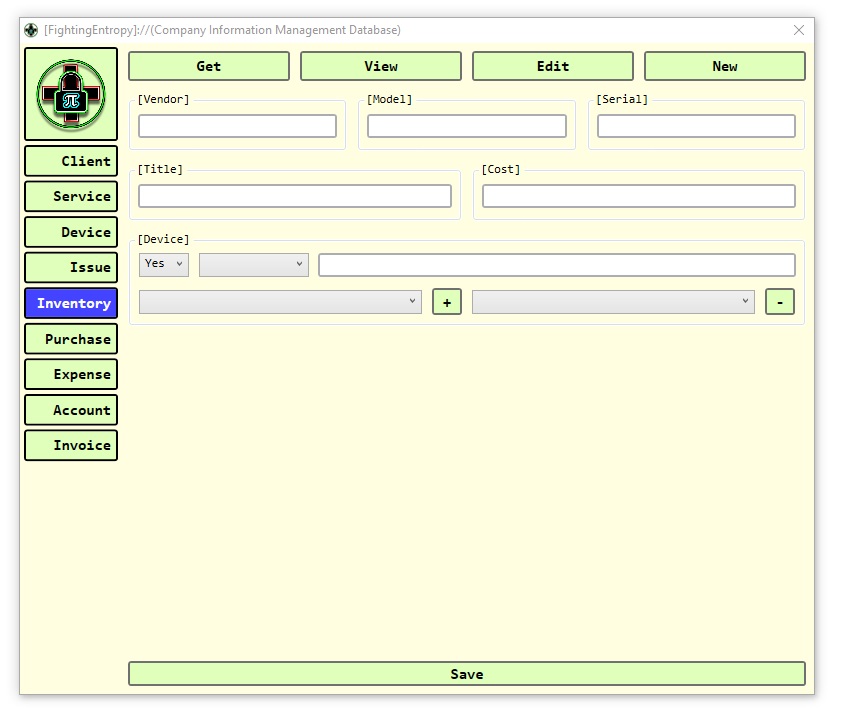 [FightingEntropy]://(Company Information Management Database)
Get View Edit New
Client
Service
Device
Issue
Inventory
Purchase
Expense
Account
Invoice
[Vendor] [Model] [Serial]
[Title] [Cost]
[Device]
Yes
+ -
Save